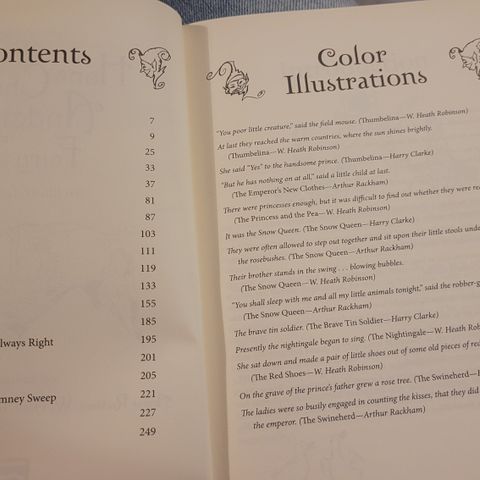 ontents
7
9
25
33
37
81
87
103
111
119
133
155
185
lways Right 195
201
205
mney Sweep 221
227
249
Color
Illustrations
"You poor little creature," said the field mouse. (Thumbelina—W. Heath Robinson)
At last they reached the warm countries, where the sun shines brightly.
(Thumbelina—W. Heath Robinson)
She said "Yes" to the handsome prince. (Thumbelina—Harry Clarke)
"But he has nothing on at all," said a little child at last.
(The Emperor's New Clothes—Arthur Rackham)
There were princesses enough, but it was difficult to find out whether they were rea
(The Princess and the Pea—W. Heath Robinson)
It was the Snow Queen. (The Snow Queen—Harry Clarke)
They were often allowed to step out together and sit upon their little stools unde
the rosebushes. (The Snow Queen—Arthur Rackham)
Their brother stands in the swing . . . blowing bubbles.
(The Snow Queen—W. Heath Robinson)
"You shall sleep with me and all my little animals tonight," said the robber-g
(The Snow Queen—Arthur Rackham)
The brave tin soldier. (The Brave Tin Soldier—Harry Clarke)
Presently the nightingale began to sing. (The Nightingale—W. Heath Rob
She sat down and made a pair of little shoes out of some old pieces of re
(The Red Shoes—W. Heath Robinson)
On the grave of the prince's father grew a rose tree. (The Swineherd—
The ladies were so busily engaged in counting the kisses, that they did
the emperor. (The Swineherd—Arthur Rackham)